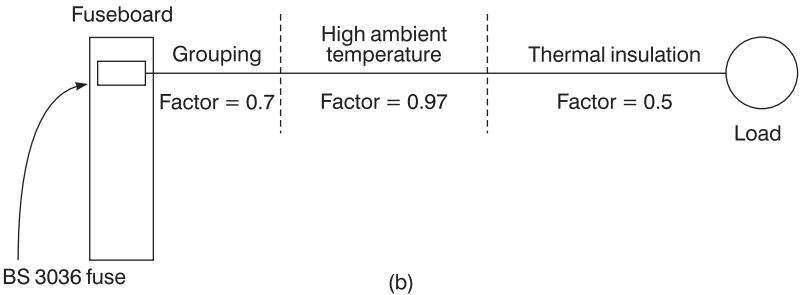 Fuseboard
Grouping
High ambient
temperature
Thermal insulation
Factor = 0.7
Factor = 0.97
Factor = 0.5
Load
BS 3036 fuse
(b)